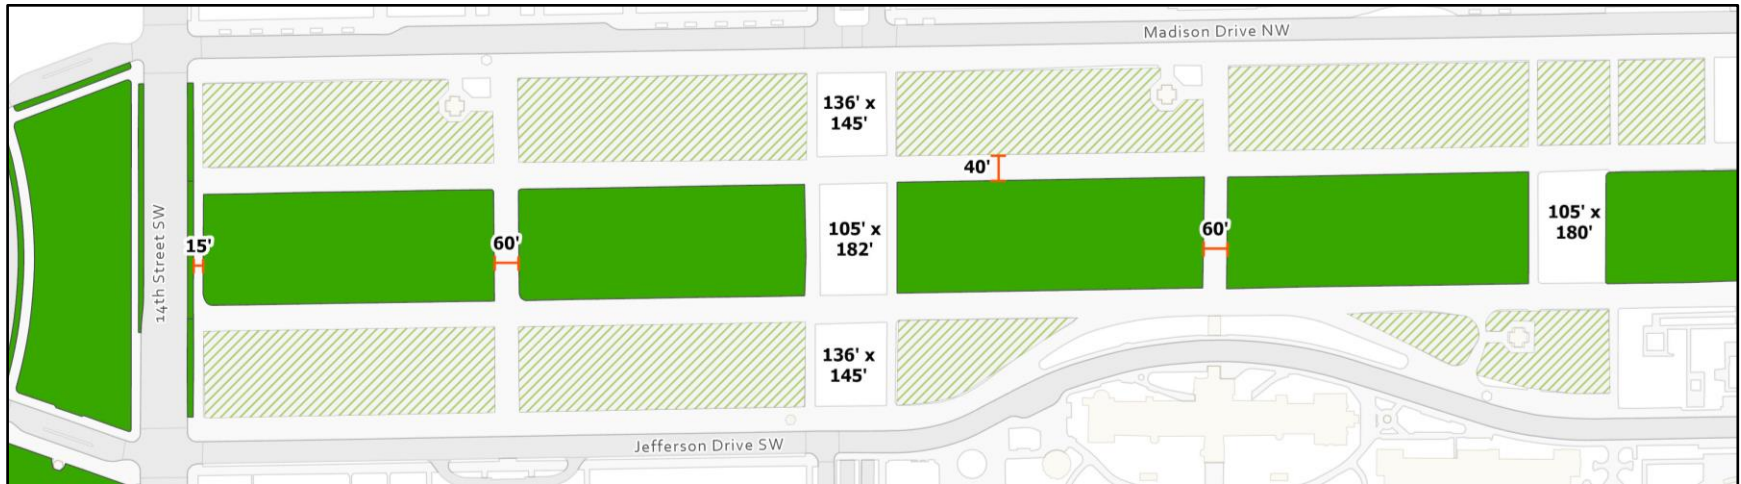 Madison Drive NW
136' x
145'
40'
14th Street SW
15'
60'
105' x
182'
60'
105' x
180'
136' x
145'
Jefferson Drive SW